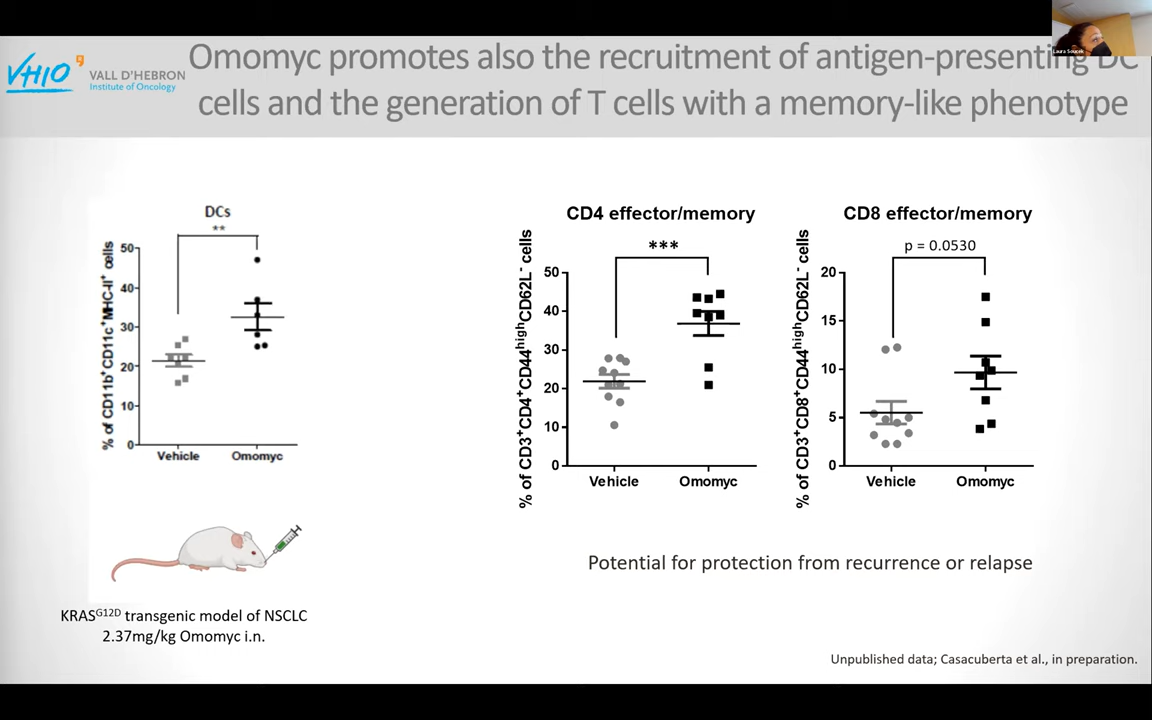 VHIO
VALL D'HEBRON
Institute of Oncology
Omomyc promotes also the recruitment of antigen-presenting DC
cells and the generation of T cells with a memory-like phenotype
Laura Soucek
DCs
**
% of CD11b⁺CD11c⁺MHC-II⁺ cells
50
40
30
20
10
0
Vehicle Omomyc
CD4 effector/memory
***
% of CD3⁺CD4⁺CD44ʰⁱᵍʰCD62L⁻ cells
50
40
30
20
10
0
Vehicle Omomyc
CD8 effector/memory
p = 0.0530
% of CD3⁺CD8⁺CD44ʰⁱᵍʰCD62L⁻ cells
20
15
10
5
0
Vehicle Omomyc
KRASᴳ¹²ᴰ transgenic model of NSCLC
2.37mg/kg Omomyc i.n.
Potential for protection from recurrence or relapse
Unpublished data; Casacuberta et al., in preparation.